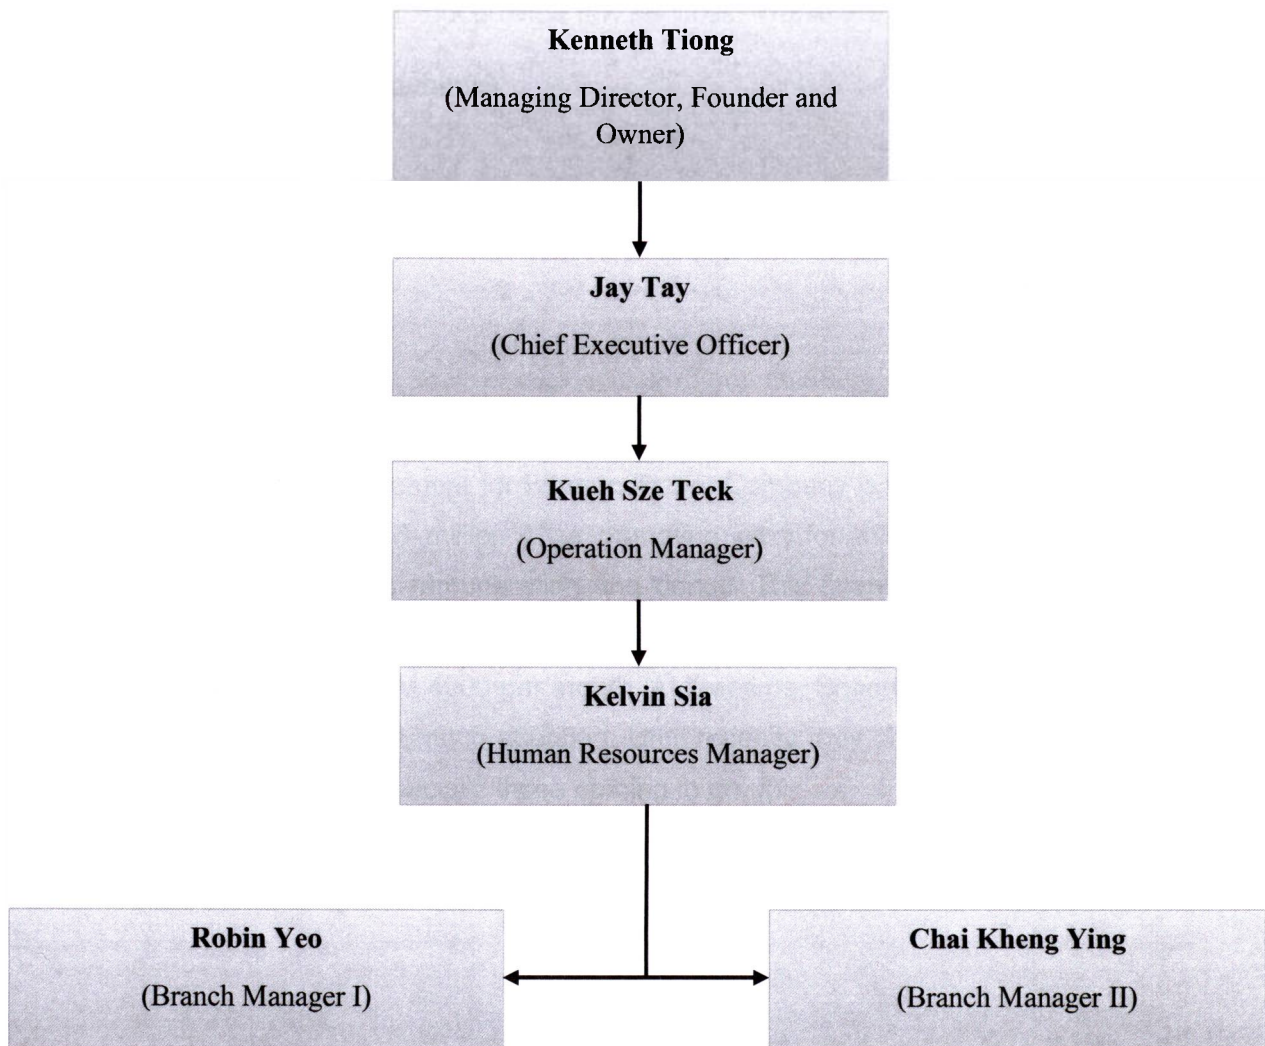 Kenneth Tiong
(Managing Director, Founder and
Owner)
Jay Tay
(Chief Executive Officer)
Kueh Sze Teck
(Operation Manager)
Kelvin Sia
(Human Resources Manager)
Robin Yeo
(Branch Manager I)
Chai Kheng Ying
(Branch Manager II)